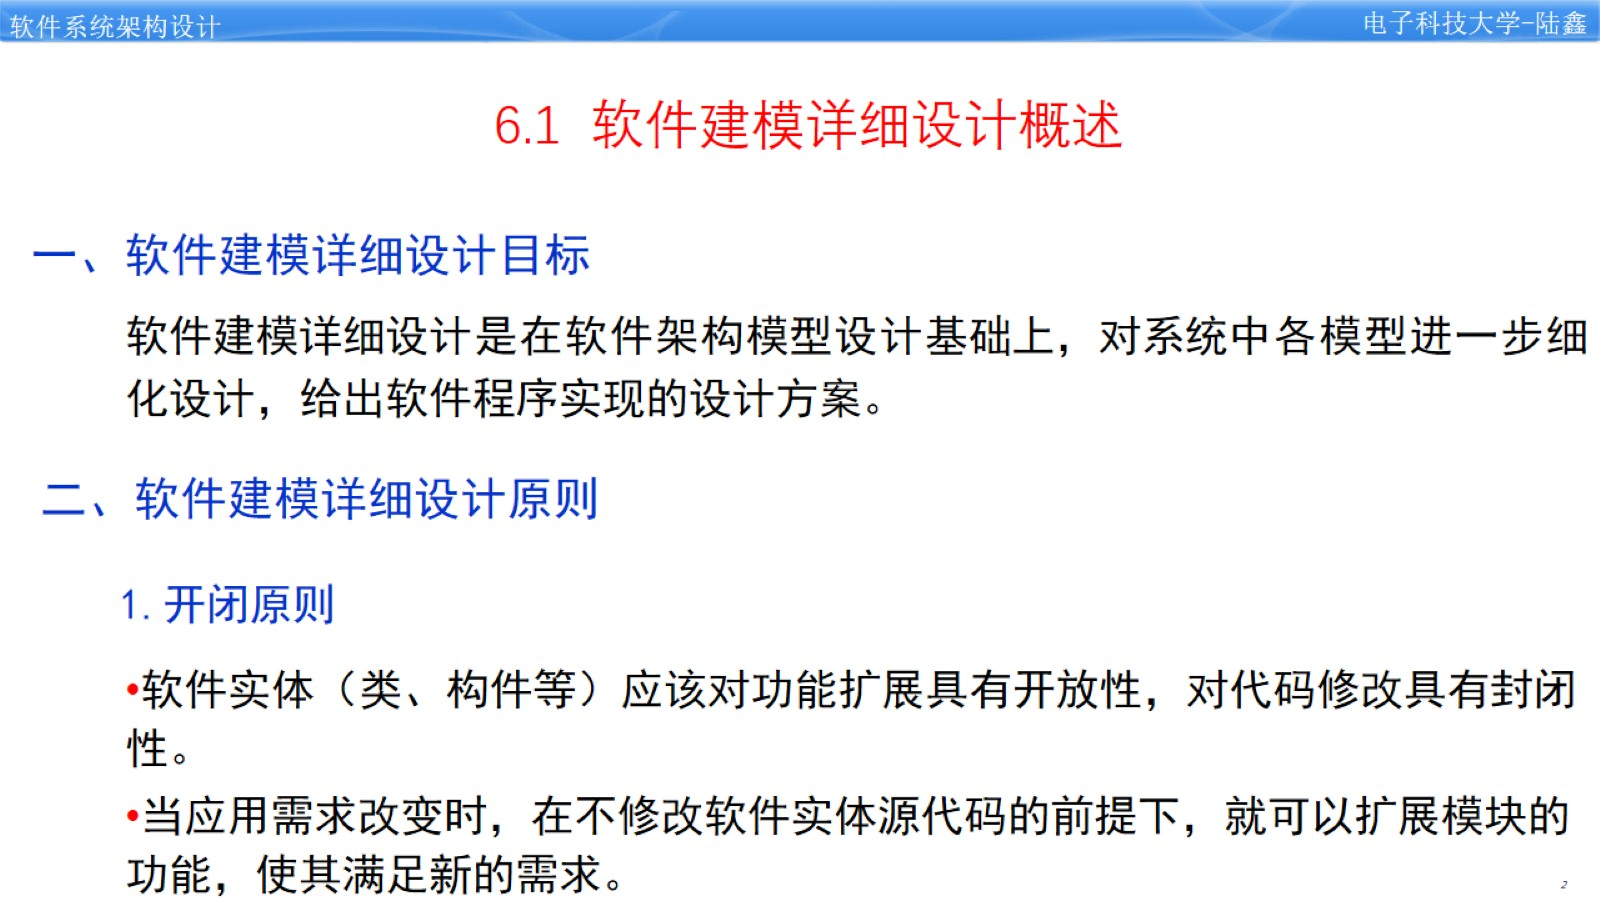 软件系统架构设计
电子科技大学-陆鑫
6.1 软件建模详细设计概述
一、软件建模详细设计目标
软件建模详细设计是在软件架构模型设计基础上，对系统中各模型进一步细
化设计，给出软件程序实现的设计方案。
二、软件建模详细设计原则
1.开闭原则
•软件实体（类、构件等）应该对功能扩展具有开放性，对代码修改具有封闭
性。
•当应用需求改变时，在不修改软件实体源代码的前提下，就可以扩展模块的
功能，使其满足新的需求。
2